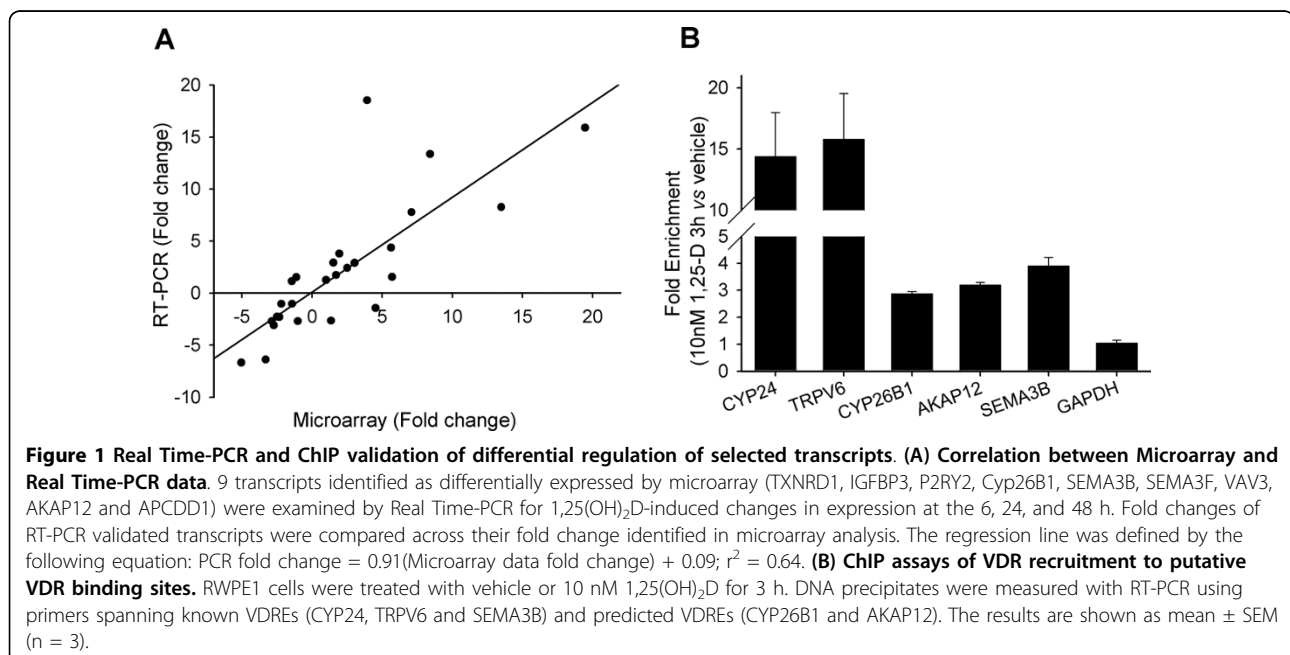 A
B
20
15
10
5
0
-5
-10
-5
0
5
10
15
20
RT-PCR (Fold change)
Microarray (Fold change)
Fold Enrichment
(10nM 1,25-D 3h vs vehicle)
20
15
10
5
4
3
2
1
0
CYP24
TRPV6
CYP26B1
AKAP12
SEMA3B
GAPDH
Figure 1 Real Time-PCR and ChIP validation of differential regulation of selected transcripts. (A) Correlation between Microarray and
Real Time-PCR data. 9 transcripts identified as differentially expressed by microarray (TXNRD1, IGFBP3, P2RY2, Cyp26B1, SEMA3B, SEMA3F, VAV3,
AKAP12 and APCDD1) were examined by Real Time-PCR for 1,25(OH)₂D-induced changes in expression at the 6, 24, and 48 h. Fold changes of
RT-PCR validated transcripts were compared across their fold change identified in microarray analysis. The regression line was defined by the
following equation: PCR fold change = 0.91(Microarray data fold change) + 0.09; r² = 0.64. (B) ChIP assays of VDR recruitment to putative
VDR binding sites. RWPE1 cells were treated with vehicle or 10 nM 1,25(OH)₂D for 3 h. DNA precipitates were measured with RT-PCR using
primers spanning known VDREs (CYP24, TRPV6 and SEMA3B) and predicted VDREs (CYP26B1 and AKAP12). The results are shown as mean ± SEM
(n = 3).